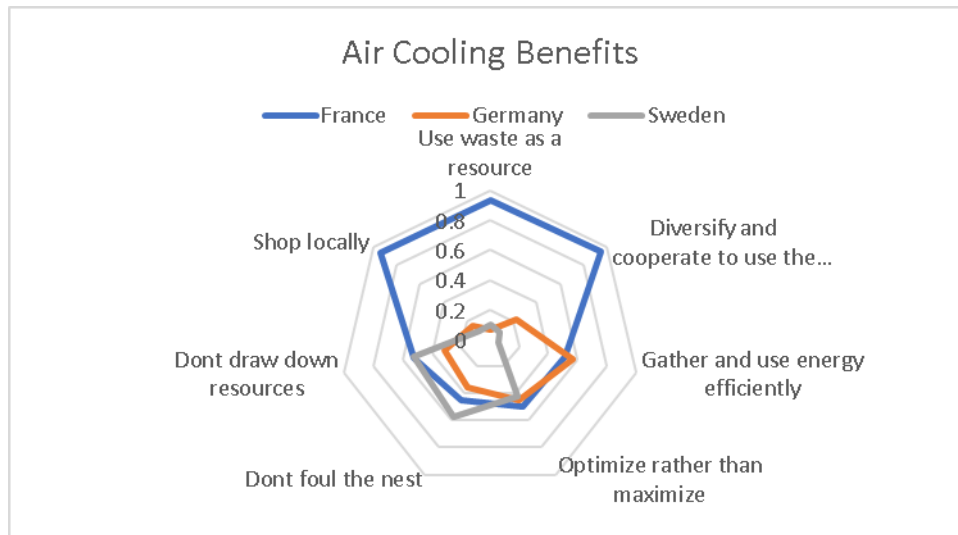 Air Cooling Benefits
France Germany Sweden
Use waste as a
resource
1
0.8
0.6
0.4
0.2
0
Diversify and
cooperate to use the...
Gather and use energy
efficiently
Optimize rather than
maximize
Dont foul the nest
Dont draw down
resources
Shop locally